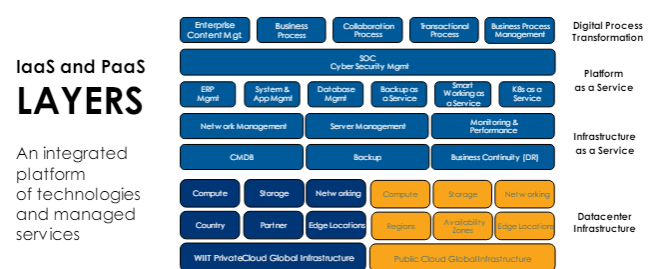 IaaS and PaaS
LAYERS
An integrated
platform
of technologies
and managed
services
Enterprise
Content Mgt.
Business
Process
Collaboration
Process
Transactional
Process
Business Process
Management
Digital Process
Transformation
SOC
Cyber Security Mgmt
Platform
as a Service
ERP
Mgmt
System &
App Mgmt
Database
Mgmt
Backup as
a Service
Smart
Working as
a Service
K8s as a
Service
Network Management
Server Management
Monitoring &
Performance
Infrastructure
as a Service
CMDB
Backup
Business Continuity (DR)
Compute
Storage
Networking
Compute
Storage
Networking
Country
Partner
Edge Locations
Regions
Availability
Zones
Edge Locations
Datacenter
Infrastructure
WIIT PrivateCloud Global Infrastructure
Public Cloud Global Infrastructure